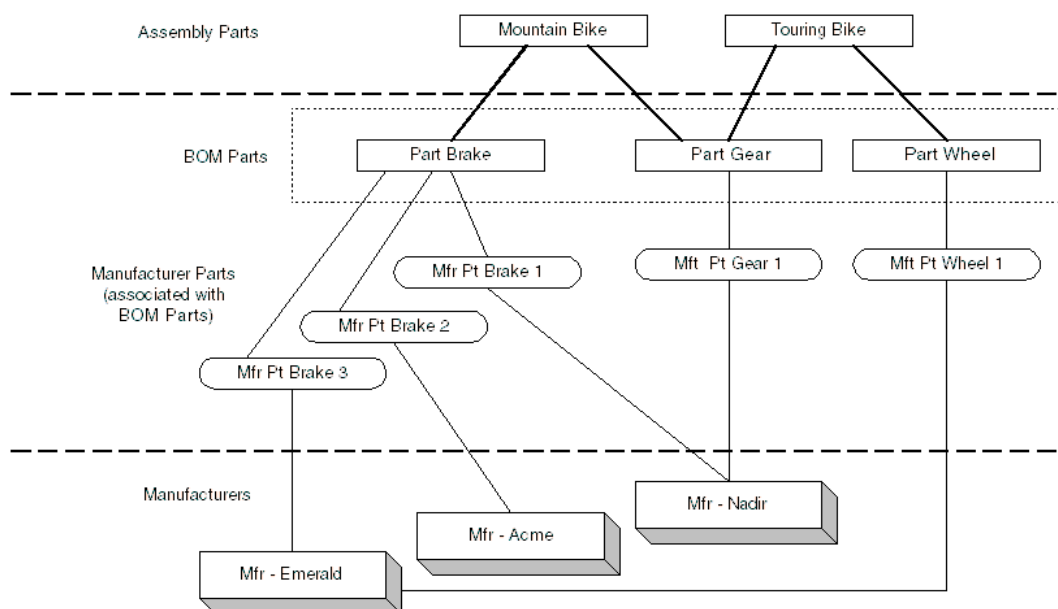 Assembly Parts
Mountain Bike
Touring Bike
BOM Parts
Part Brake
Part Gear
Part Wheel
Manufacturer Parts
(associated with
BOM Parts)
Mfr Pt Brake 1
Mft Pt Gear 1
Mft Pt Wheel 1
Mfr Pt Brake 2
Mfr Pt Brake 3
Manufacturers
Mfr - Nadir
Mfr - Acme
Mfr - Emerald